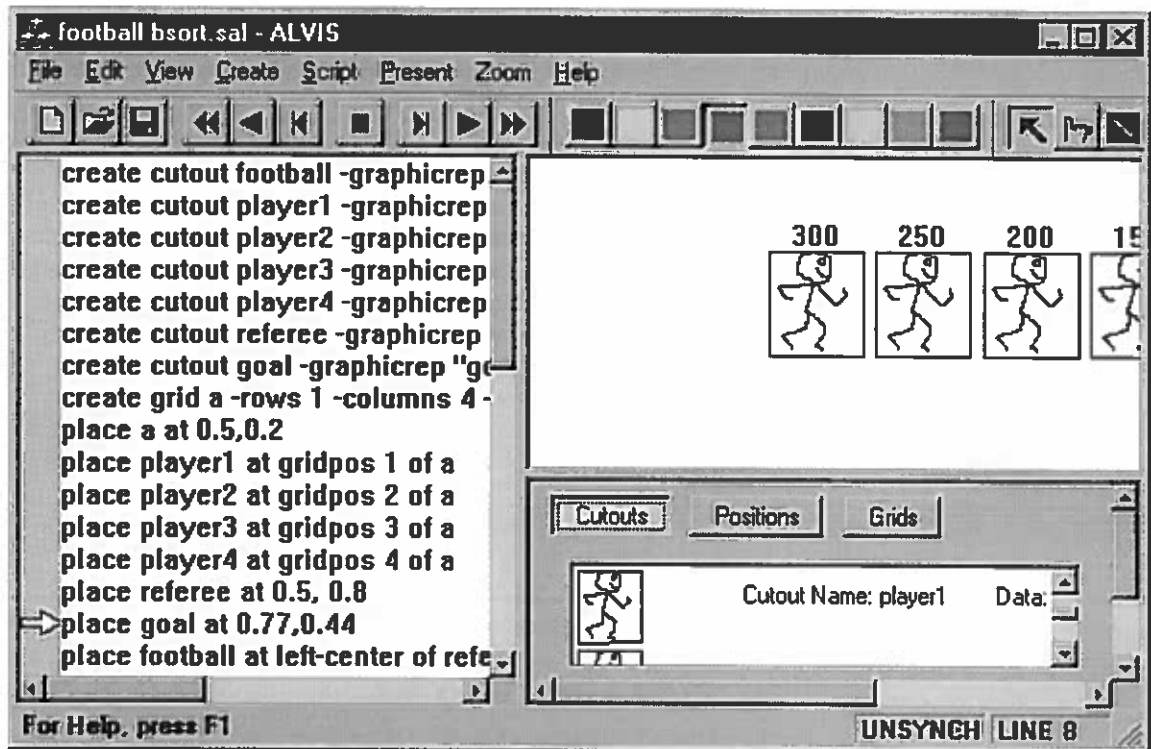 football bsort.sal - ALVIS
File Edit View Create Script Present Zoom Help
create cutout football -graphicrep
create cutout player1 -graphicrep
create cutout player2 -graphicrep
create cutout player3 -graphicrep
create cutout player4 -graphicrep
create cutout referee -graphicrep
create cutout goal -graphicrep "go
create grid a -rows 1 -columns 4 -
place a at 0.5,0.2
place player1 at gridpos 1 of a
place player2 at gridpos 2 of a
place player3 at gridpos 3 of a
place player4 at gridpos 4 of a
place referee at 0.5, 0.8
place goal at 0.77,0.44
place football at left-center of refe
300 250 200 15
Cutouts Positions Grids
Cutout Name: player1 Data:
For Help, press F1
UNSYNCH LINE 8